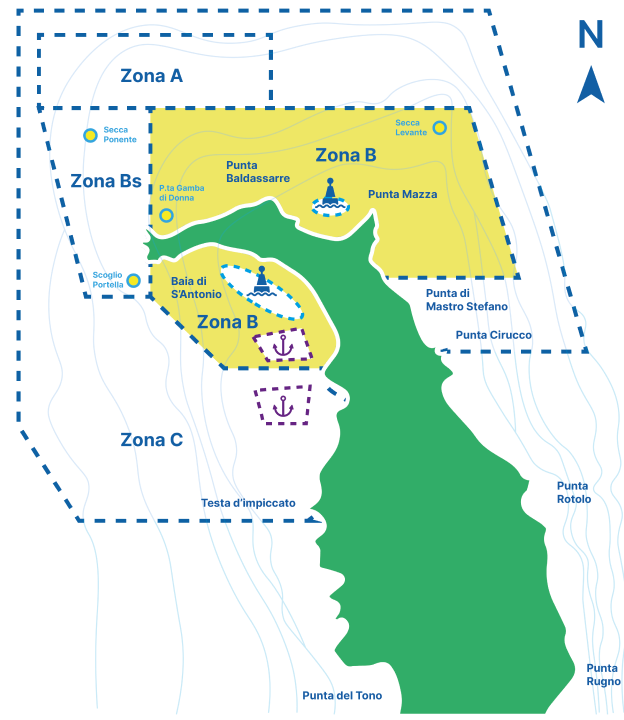 N
Zona A
Secca
Ponente
Secca
Levante
Zona B
Punta
Baldassarre
Zona Bs
P.ta Gamba
di Donna
Punta Mazza
Scoglio
Portella
Baia di
S’Antonio
Punta di
Mastro Stefano
Zona B
Punta Cirucco
Zona C
Punta
Rotolo
Testa d’impiccato
Punta
Rugno
Punta del Tono